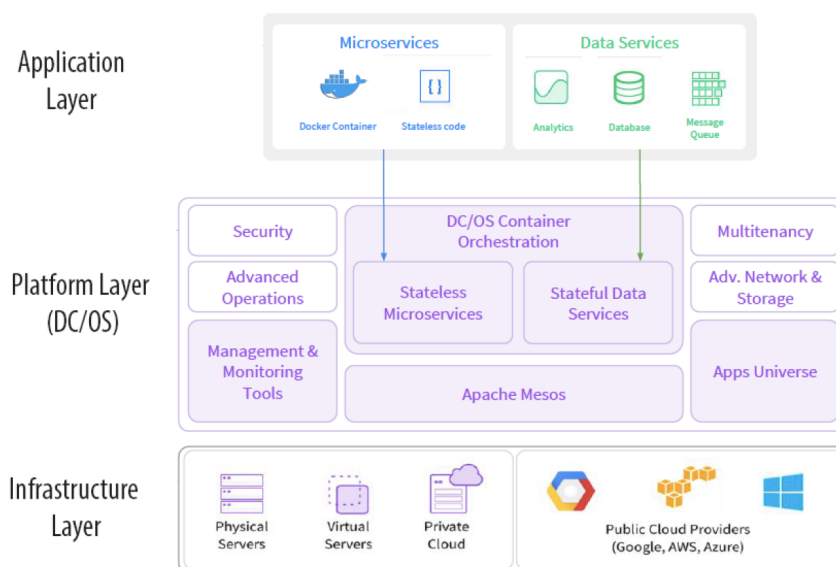 Application
Layer
Microservices
Data Services
{ }
Docker Container
Stateless code
Analytics
Database
Message
Queue
Platform Layer
(DC/OS)
Security
Advanced
Operations
Management &
Monitoring
Tools
DC/OS Container
Orchestration
Stateless
Microservices
Stateful Data
Services
Apache Mesos
Multitenancy
Adv. Network &
Storage
Apps Universe
Infrastructure
Layer
Physical
Servers
Virtual
Servers
Private
Cloud
Public Cloud Providers
(Google, AWS, Azure)